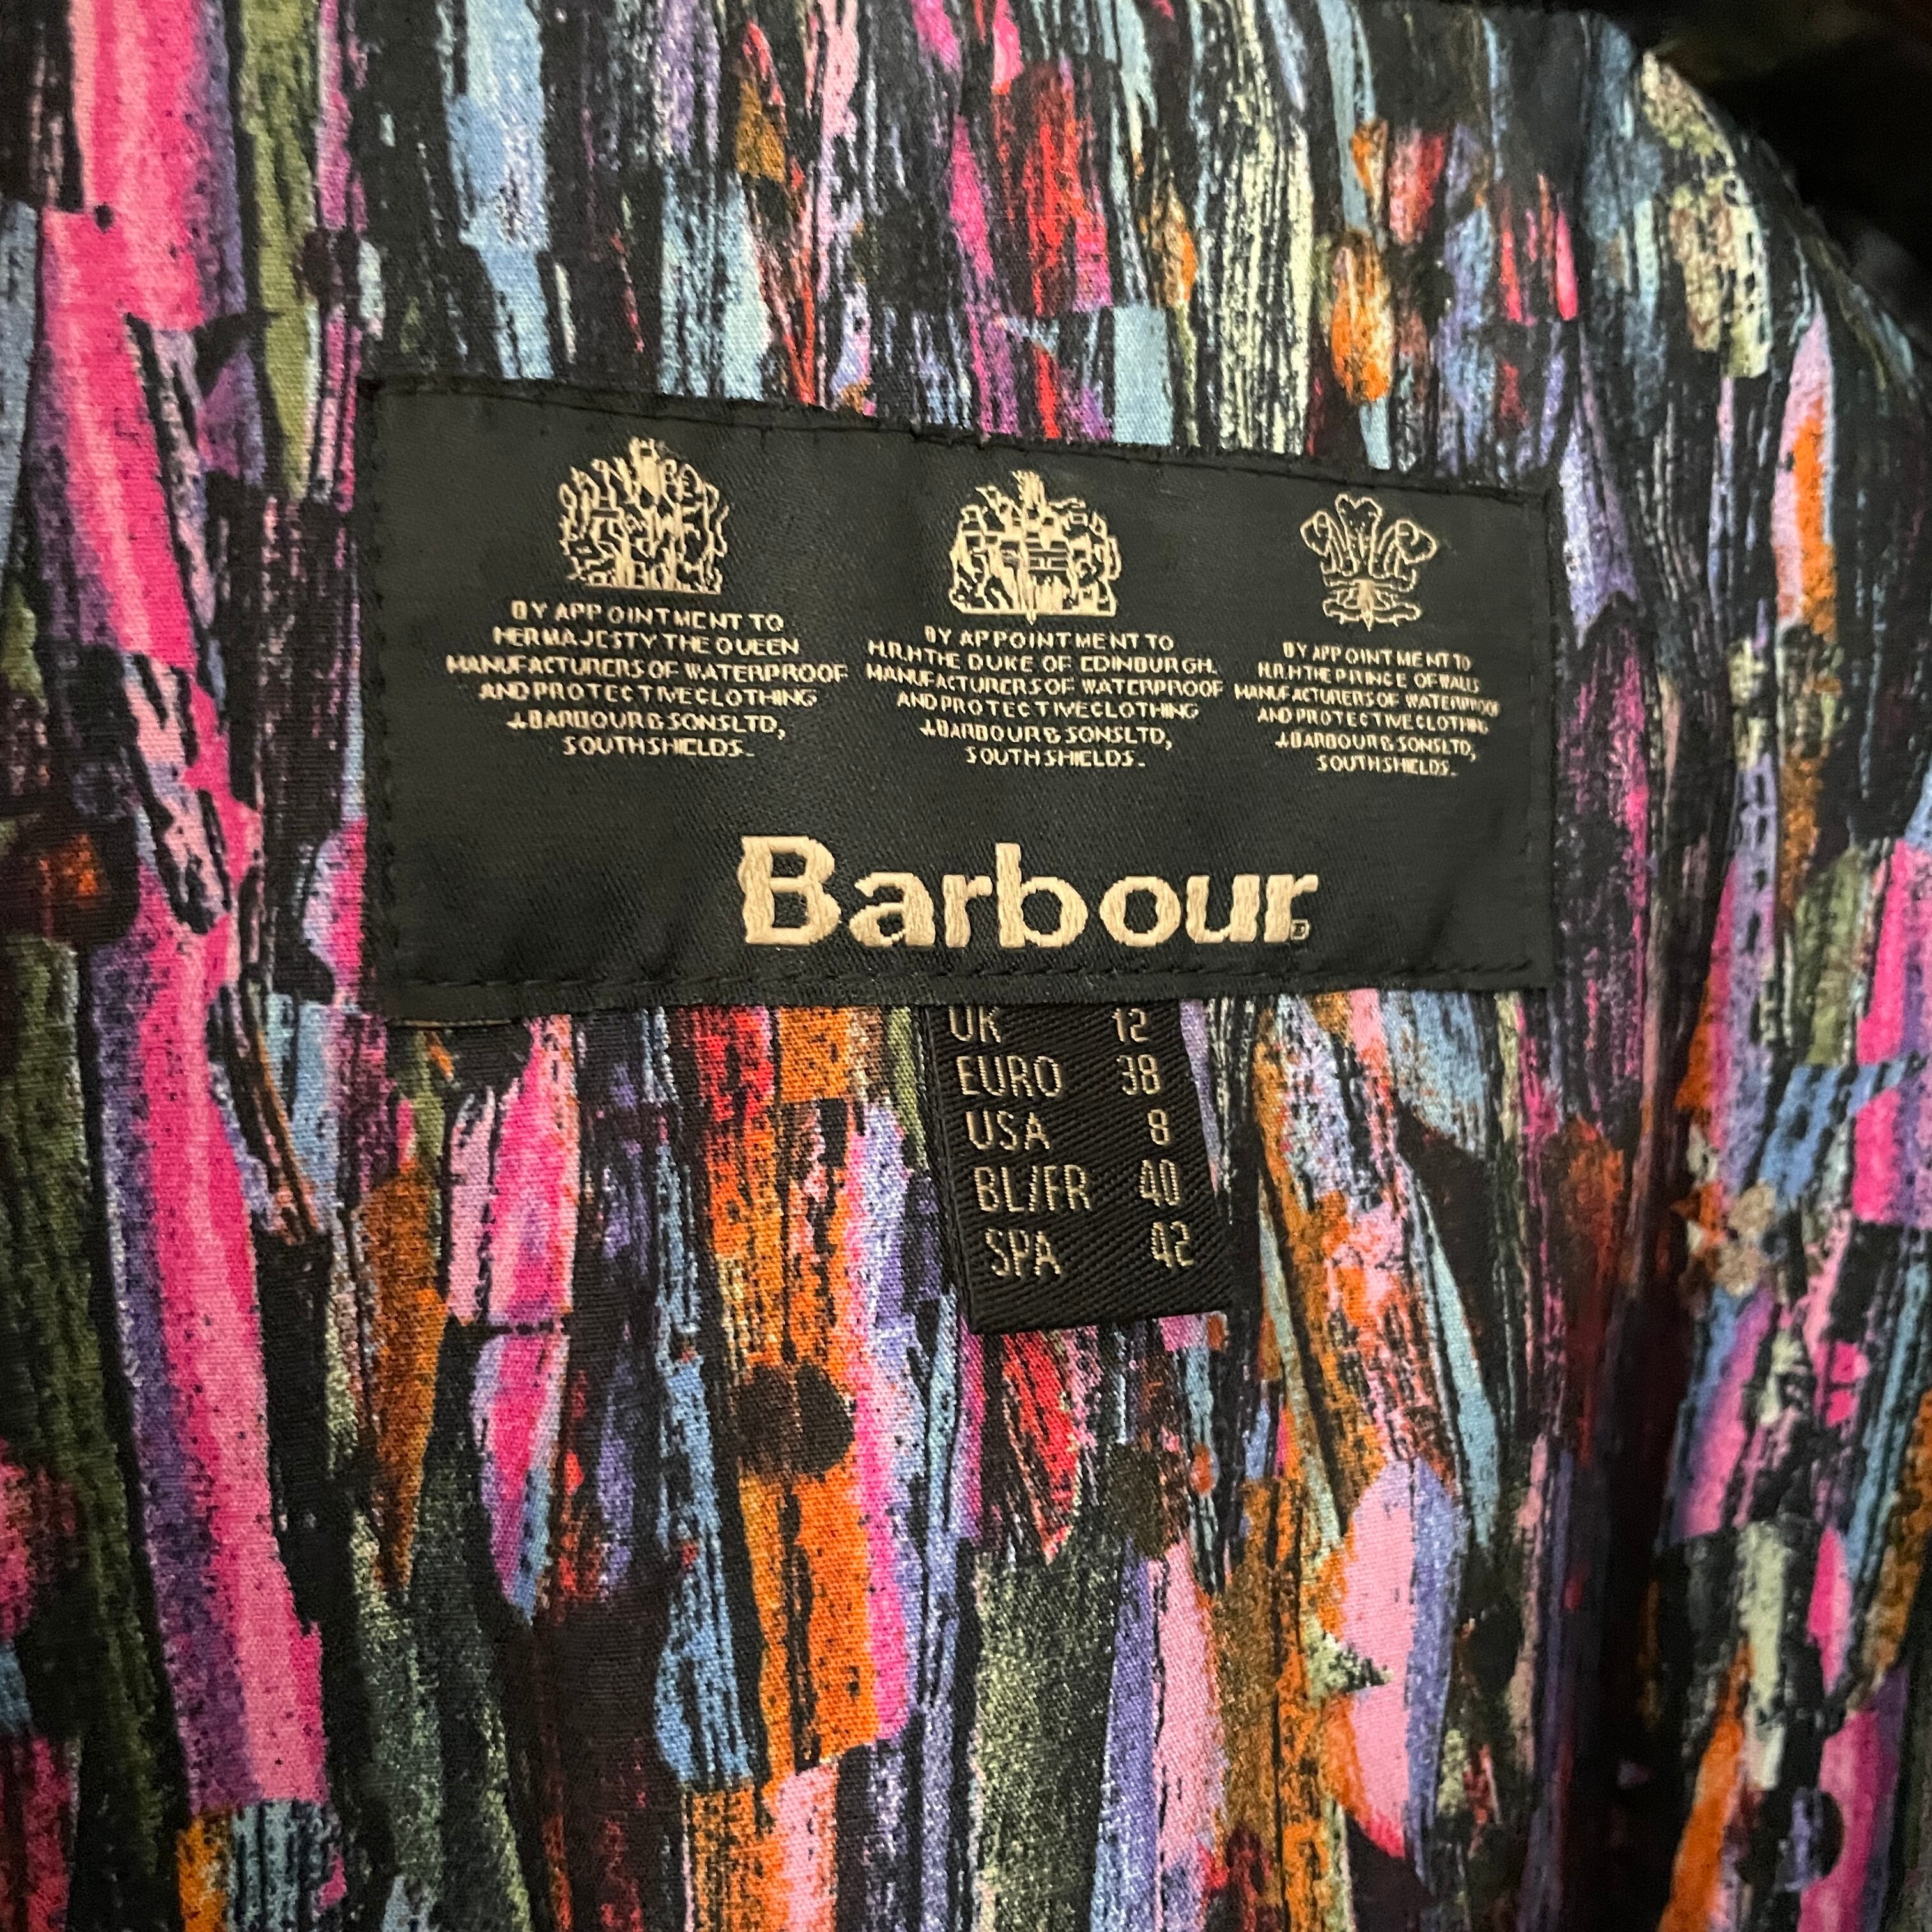 BY APPOINTMENT TO
HER MAJESTY THE QUEEN
MANUFACTURERS OF WATERPROOF
AND PROTECTIVE CLOTHING
J. BARBOUR & SONS LTD,
SOUTH SHIELDS.
BY APPOINTMENT TO
H.R.H THE DUKE OF EDINBURGH.
MANUFACTURERS OF WATERPROOF
AND PROTECTIVE CLOTHING
J. BARBOUR & SONS LTD,
SOUTH SHIELDS.
BY APPOINTMENT TO
H.R.H THE PRINCE OF WALES
MANUFACTURERS OF WATERPROOF
AND PROTECTIVE CLOTHING
J. BARBOUR & SONS LTD,
SOUTH SHIELDS.
Barbour
UK 12
EURO 38
USA 8
BL/FR 40
SPA 42